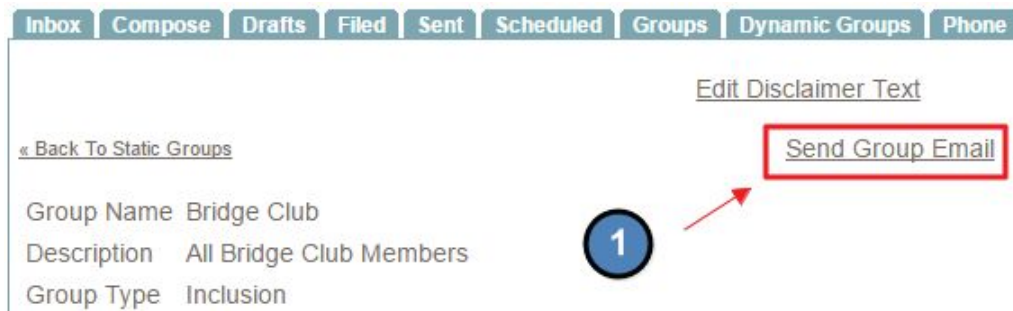 Inbox Compose Drafts Filed Sent Scheduled Groups Dynamic Groups Phone
Edit Disclaimer Text
« Back To Static Groups Send Group Email
Group Name Bridge Club
1
Description All Bridge Club Members
Group Type Inclusion